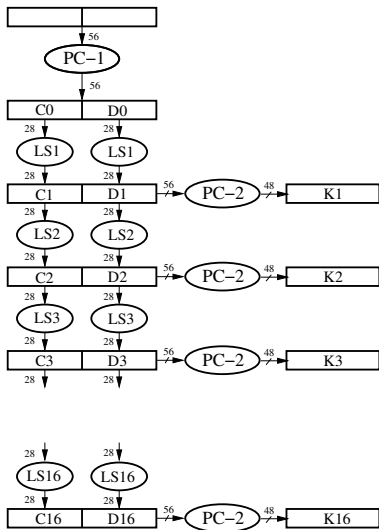 56
PC-1
56
C0 D0
28 28
LS1 LS1
28 28
C1 D1 56 PC-2 48 K1
28 28
LS2 LS2
28 28
C2 D2 56 PC-2 48 K2
28 28
LS3 LS3
28 28
C3 D3 56 PC-2 48 K3
28 28
28 28
LS16 LS16
28 28
C16 D16 56 PC-2 48 K16